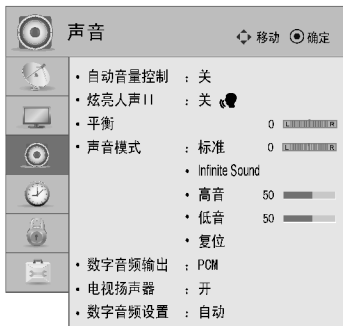 声音 移动 确定
• 自动音量控制 : 关
• 炫亮人声II : 关
• 平衡 0 L R
• 声音模式 : 标准 0 L R
• Infinite Sound
• 高音 50
• 低音 50
• 复位
• 数字音频输出 : PCM
• 电视扬声器 : 开
• 数字音频设置 : 自动